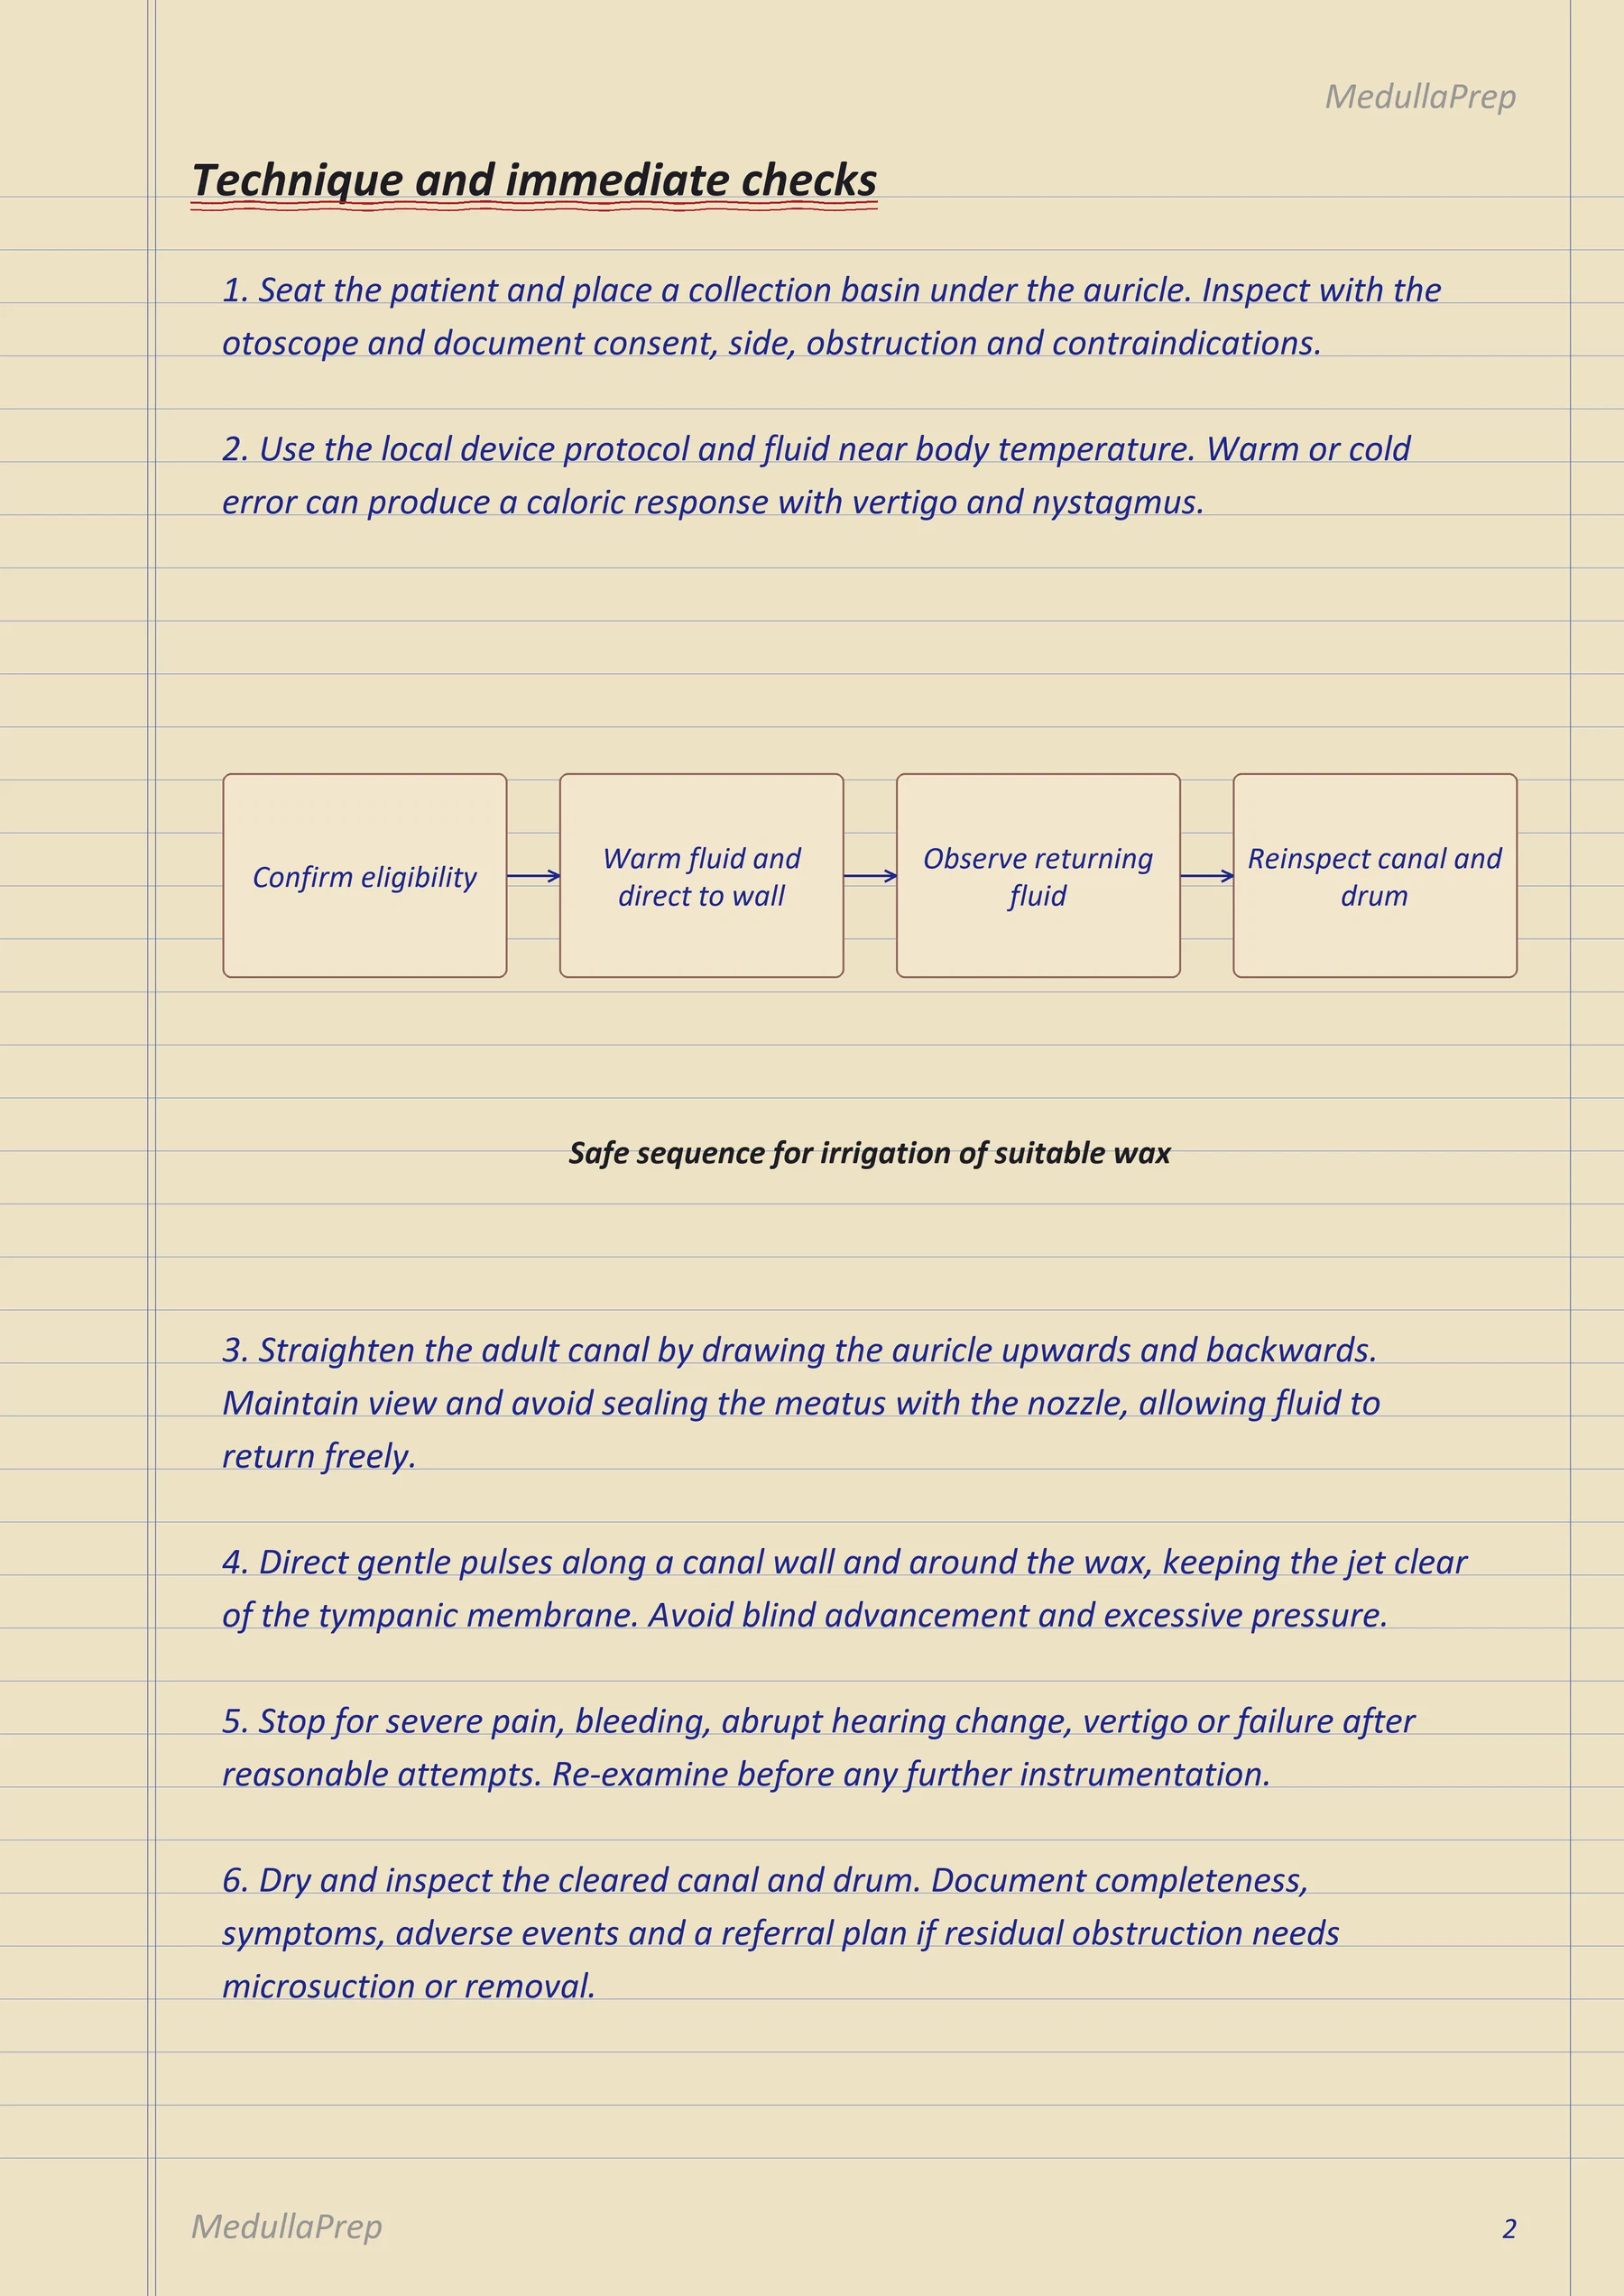 MedullaPrep
Technique and immediate checks
1. Seat the patient and place a collection basin under the auricle. Inspect with the
otoscope and document consent, side, obstruction and contraindications.
2. Use the local device protocol and fluid near body temperature. Warm or cold
error can produce a caloric response with vertigo and nystagmus.
Confirm eligibility
Warm fluid and
direct to wall
Observe returning
fluid
Reinspect canal and
drum
Safe sequence for irrigation of suitable wax
3. Straighten the adult canal by drawing the auricle upwards and backwards.
Maintain view and avoid sealing the meatus with the nozzle, allowing fluid to
return freely.
4. Direct gentle pulses along a canal wall and around the wax, keeping the jet clear
of the tympanic membrane. Avoid blind advancement and excessive pressure.
5. Stop for severe pain, bleeding, abrupt hearing change, vertigo or failure after
reasonable attempts. Re-examine before any further instrumentation.
6. Dry and inspect the cleared canal and drum. Document completeness,
symptoms, adverse events and a referral plan if residual obstruction needs
microsuction or removal.
MedullaPrep
2